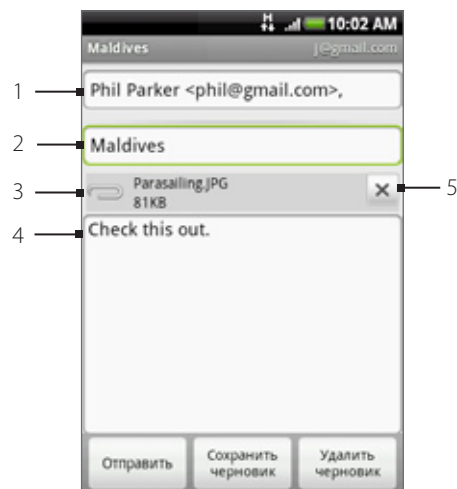 H 10:02 AM
Maldives j@gmail.com
1 Phil Parker <phil@gmail.com>,
2 Maldives
3 Parasailing.JPG 5
81KB
4 Check this out.
Отправить
Сохранить
черновик
Удалить
черновик